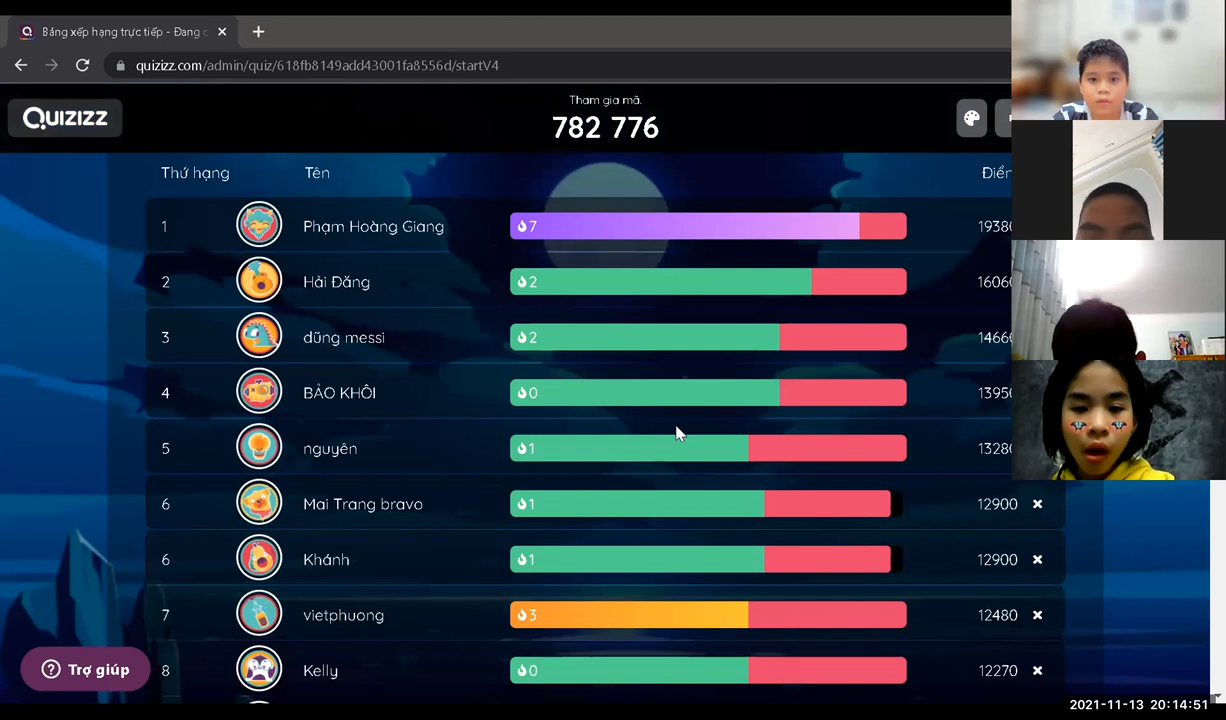 Bảng xếp hạng trực tiếp - Đang
quizizz.com/admin/quiz/618fb8149add43001fa8556d/startV4
QUIZIZZ
Tham gia mã.
782 776
Thứ hạng Tên Điể
1 Phạm Hoàng Giang 7 1938
2 Hải Đăng 2 1606
3 dũng messi 2 1466
4 BẢO KHÔI 0 1395
5 nguyên 1 1328
6 Mai Trang bravo 1 12900
6 Khánh 1 12900
7 vietphuong 3 12480
8 Kelly 0 12270
Trợ giúp
2021-11-13 20:14:51